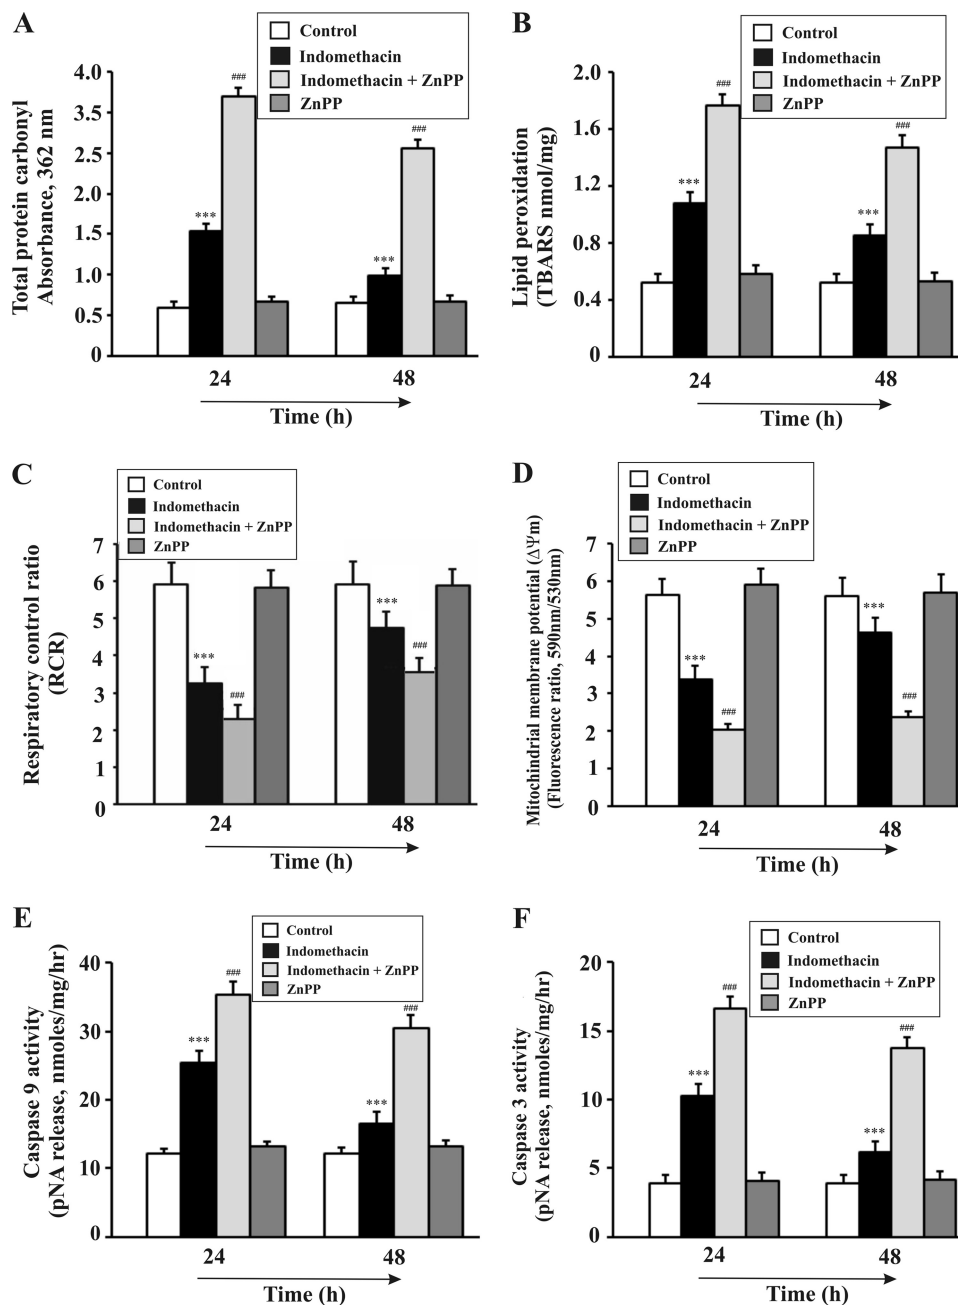 A
Control
Indomethacin
Indomethacin + ZnPP
ZnPP
Total protein carbonyl
Absorbance, 362 nm
4.0
3.5
3.0
2.0
1.5
1.0
0.5
0
***
###
***
###
24
48
Time (h)
B
Control
Indomethacin
Indomethacin + ZnPP
ZnPP
Lipid peroxidation
(TBARS nmol/mg)
2.0
1.6
1.2
0.8
0.4
0
***
###
***
###
24
48
Time (h)
C
Control
Indomethacin
Indomethacin + ZnPP
ZnPP
Respiratory control ratio
(RCR)
7
6
5
4
3
2
1
0
***
###
***
###
24
48
Time (h)
D
Control
Indomethacin
Indomethacin + ZnPP
ZnPP
Mitochindrial membrane potential (ΔΨm)
(Fluorescence ratio, 590nm/530nm)
7
6
5
4
3
2
1
0
***
###
***
###
24
48
Time (h)
E
Control
Indomethacin
Indomethacin + ZnPP
ZnPP
Caspase 9 activity
(pNA release, nmoles/mg/hr)
40
30
20
10
0
***
###
***
###
24
48
Time (h)
F
Control
Indomethacin
Indomethacin + ZnPP
ZnPP
Caspase 3 activity
(pNA release, nmoles/mg/hr)
20
15
10
5
0
***
###
***
###
24
48
Time (h)